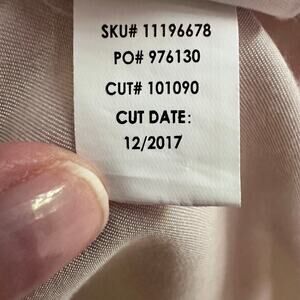 SKU# 11196678
PO# 976130
CUT# 101090
CUT DATE:
12/2017